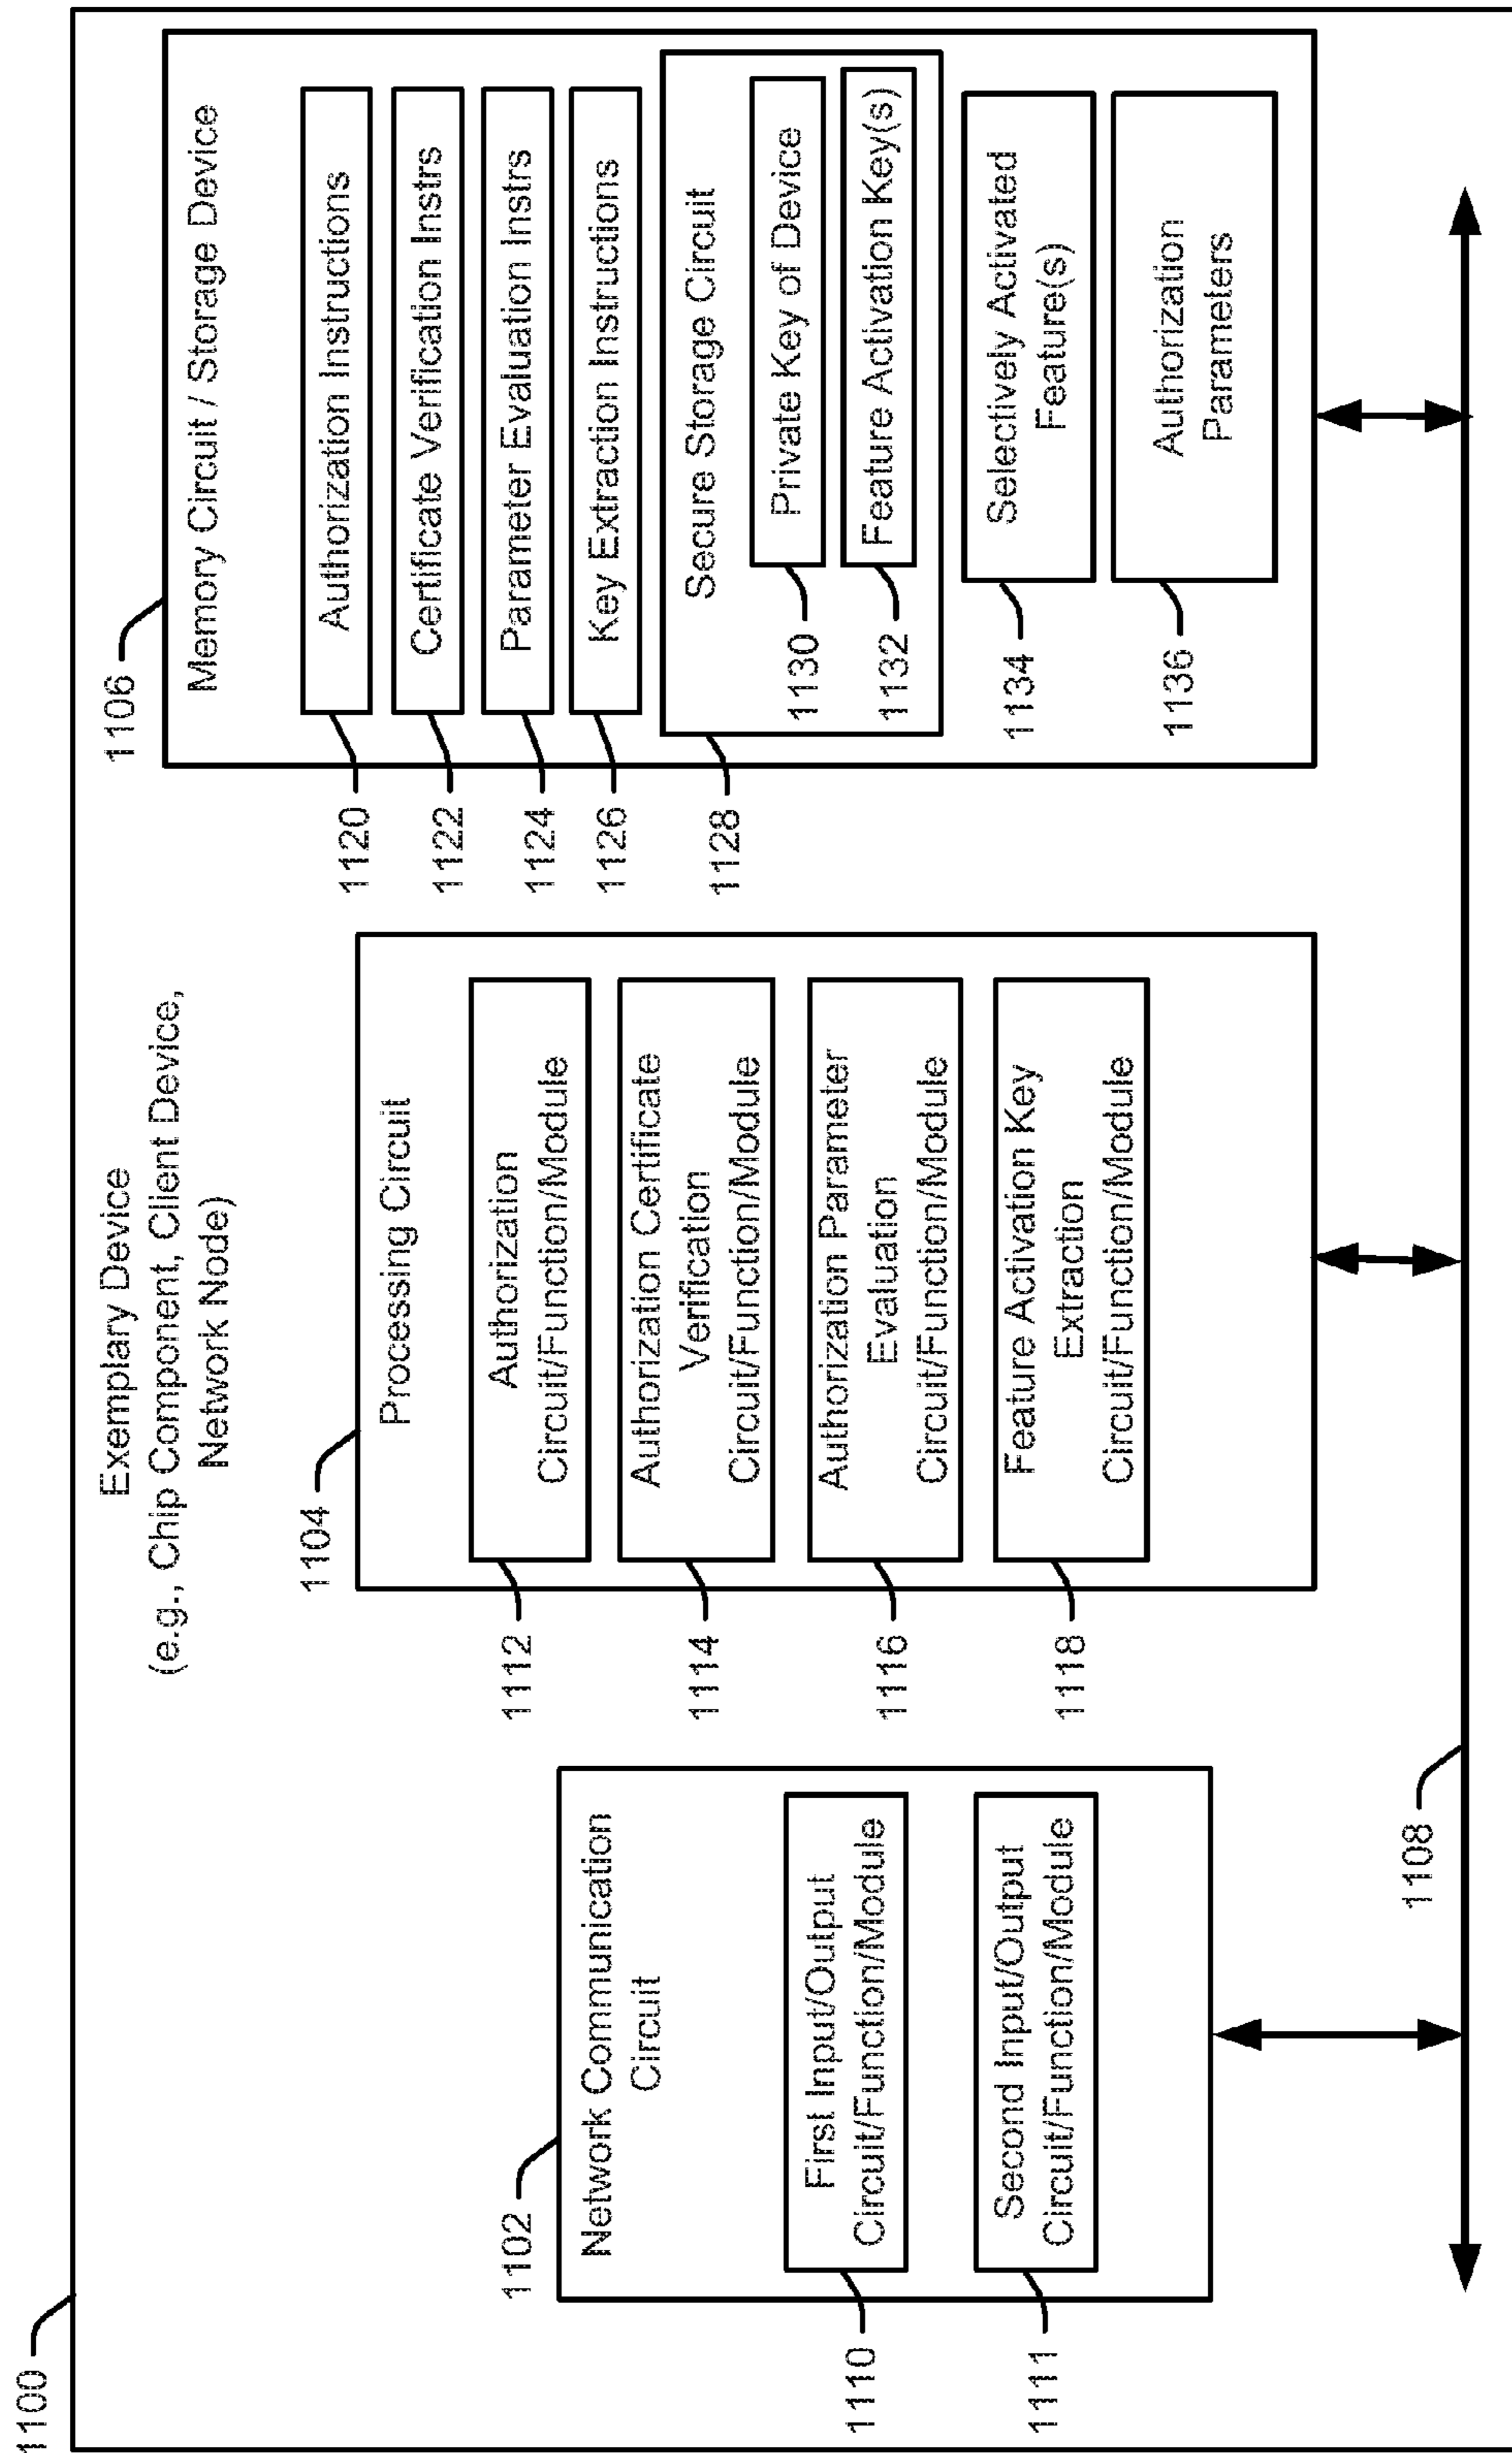 1100
Exemplary Device
(e.g., Chip Component, Client Device,
Network Node)
1102
Network Communication
Circuit
1110
First Input/Output
Circuit/Function/Module
1111
Second Input/Output
Circuit/Function/Module
1104
Processing Circuit
1112
Authorization
Circuit/Function/Module
1114
Authorization Certificate
Verification
Circuit/Function/Module
1116
Authorization Parameter
Evaluation
Circuit/Function/Module
1118
Feature Activation Key
Extraction
Circuit/Function/Module
1106
Memory Circuit / Storage Device
1120
Authorization Instructions
1122
Certificate Verification Instrs
1124
Parameter Evaluation Instrs
1126
Key Extraction Instructions
1128
Secure Storage Circuit
1130
Private Key of Device
1132
Feature Activation Key(s)
1134
Selectively Activated
Feature(s)
1136
Authorization
Parameters
1108